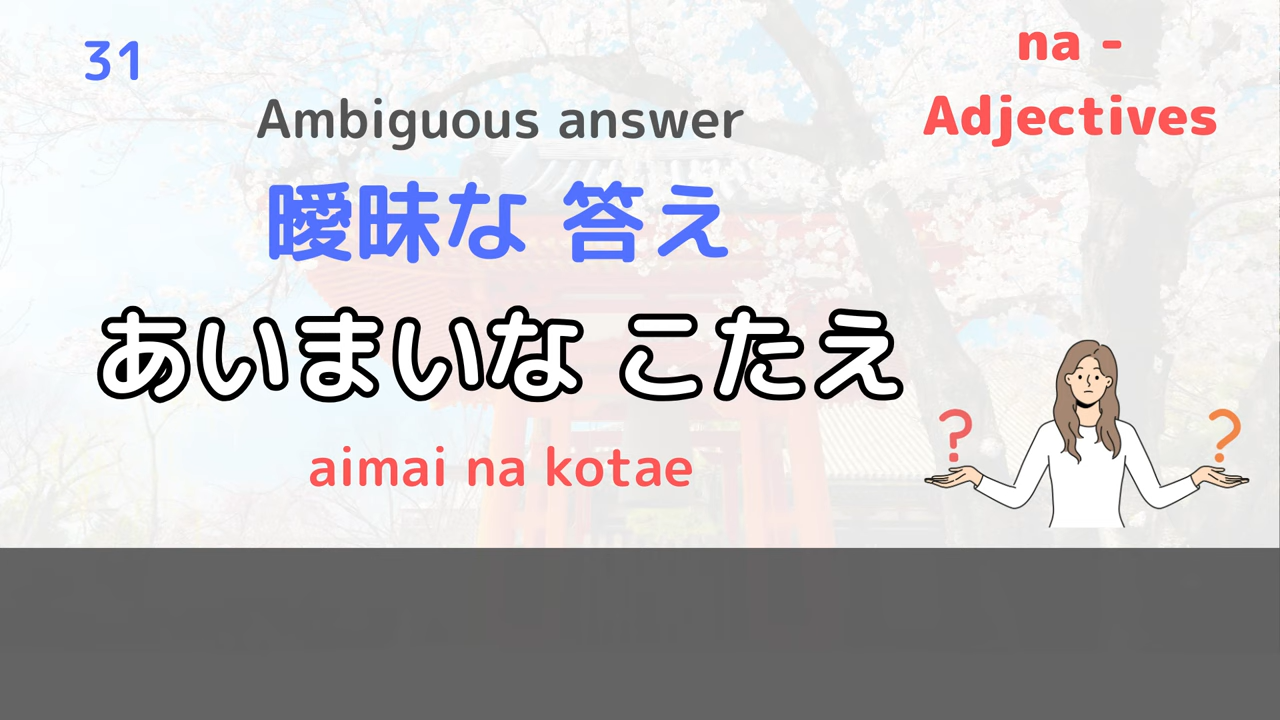 31
na -
Adjectives
Ambiguous answer
曖昧な 答え
あいまいな こたえ
aimai na kotae
?
?